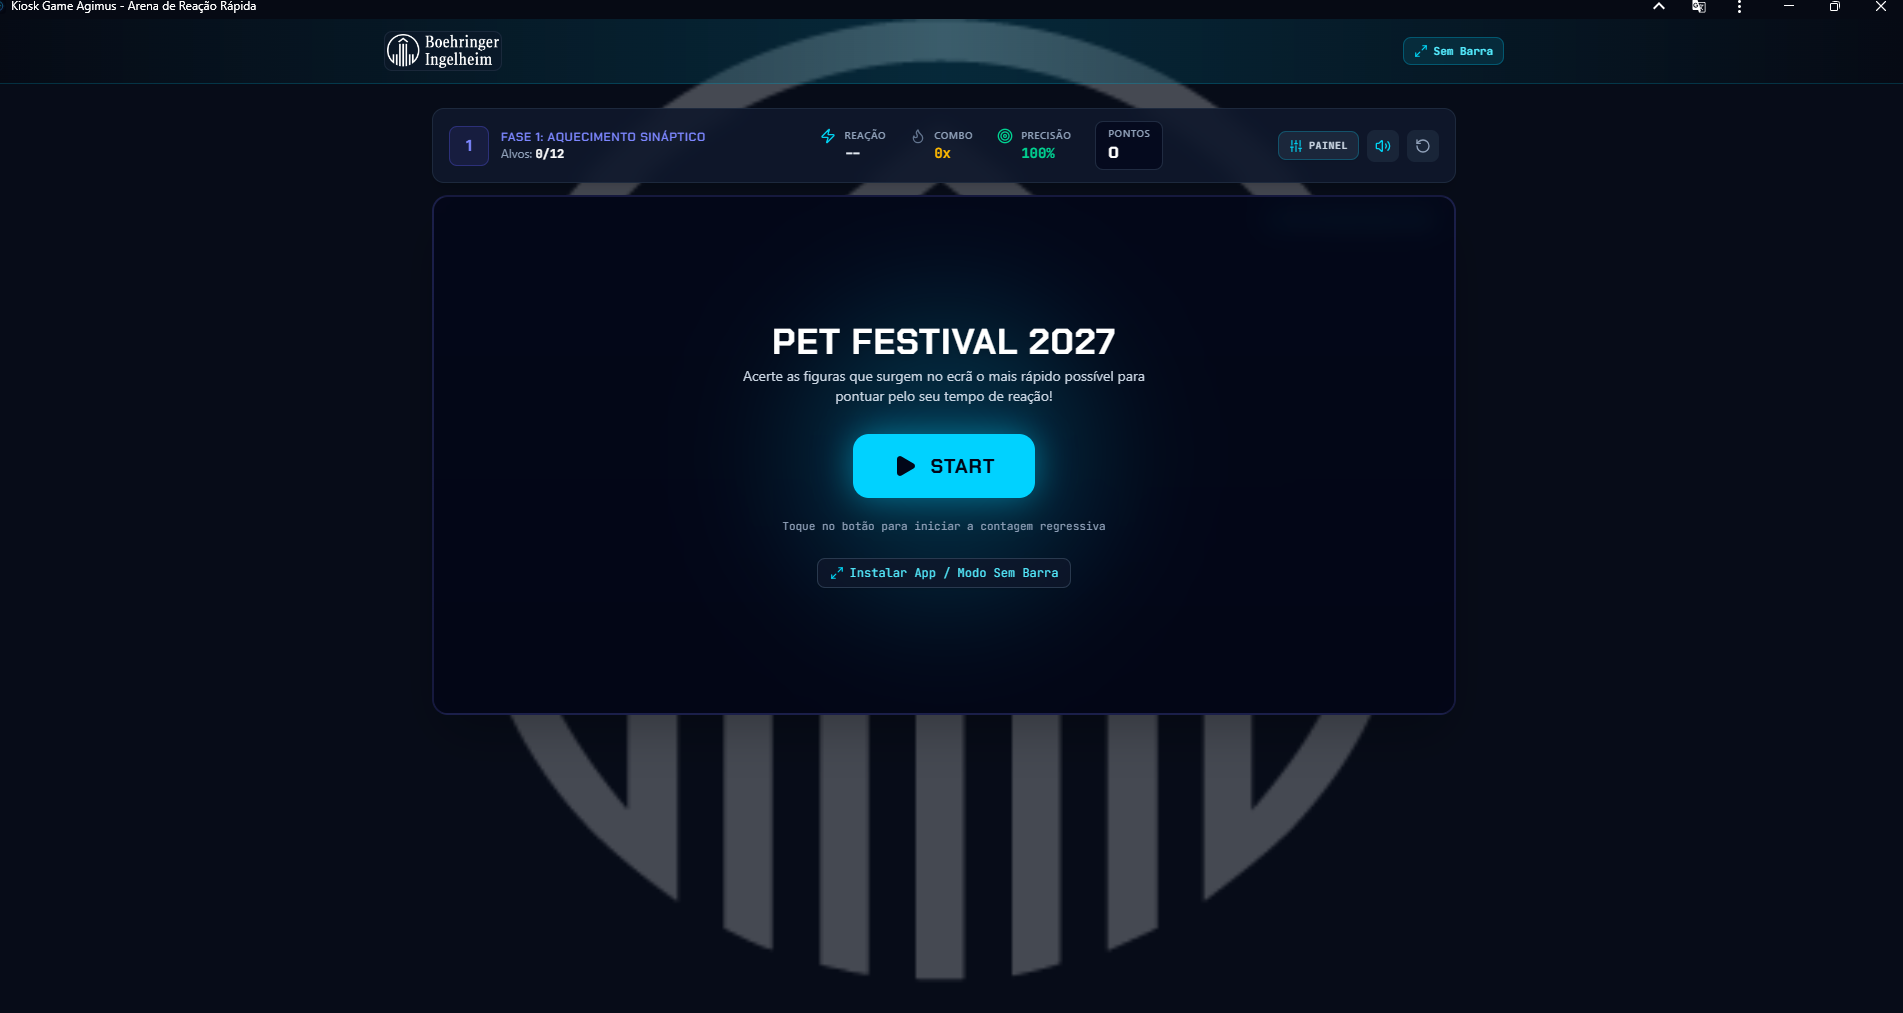 Kiosk Game Agimus - Arena de Reação Rápida
Boehringer
Ingelheim
Sem Barra
1
FASE 1: AQUECIMENTO SINÁPTICO
Alvos: 0/12
REAÇÃO
--
COMBO
0x
PRECISÃO
100%
PONTOS
0
PAINEL
PET FESTIVAL 2027
Acerte as figuras que surgem no ecrã o mais rápido possível para
pontuar pelo seu tempo de reação!
START
Toque no botão para iniciar a contagem regressiva
Instalar App / Modo Sem Barra